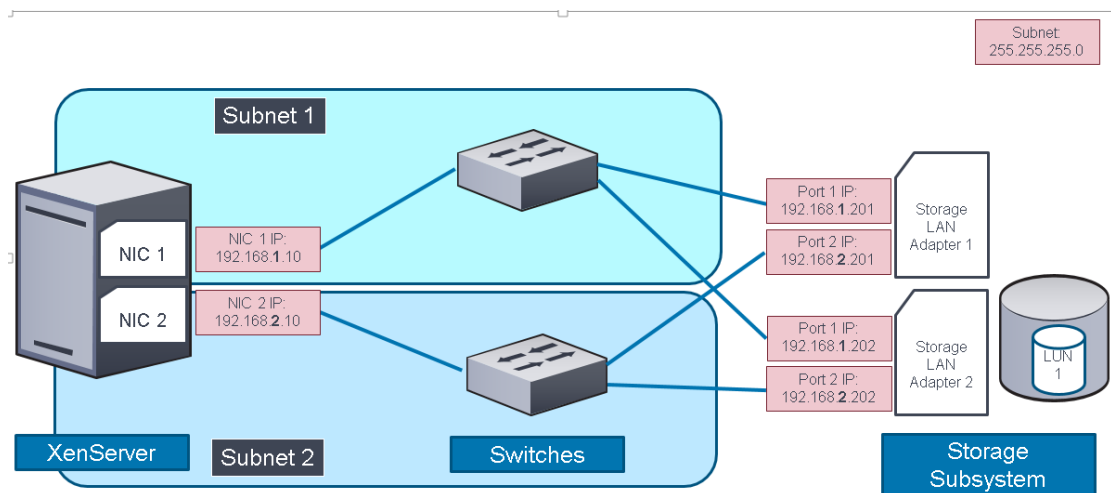 Subnet:
255.255.255.0
Subnet 1
NIC 1
NIC 1 IP:
192.168.1.10
Port 1 IP:
192.168.1.201
Port 2 IP:
192.168.2.201
Storage
LAN
Adapter 1
NIC 2
NIC 2 IP:
192.168.2.10
Port 1 IP:
192.168.1.202
Port 2 IP:
192.168.2.202
Storage
LAN
Adapter 2
LUN
1
XenServer
Subnet 2
Switches
Storage
Subsystem